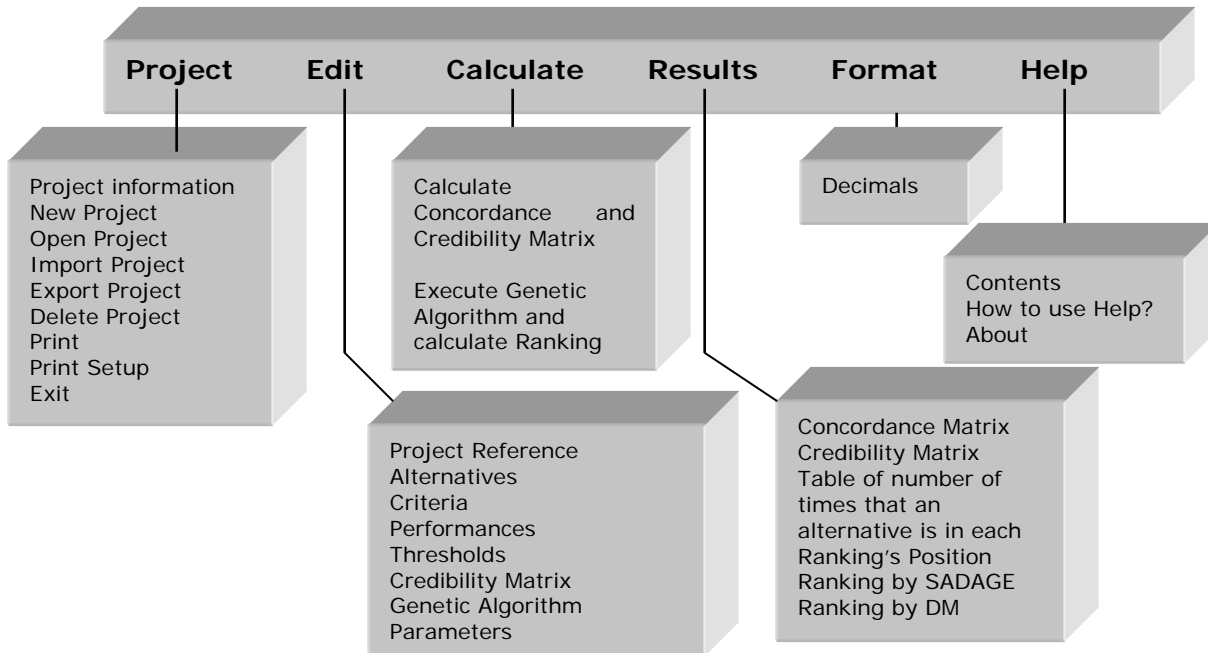 Project Edit Calculate Results Format Help
Project information
New Project
Open Project
Import Project
Export Project
Delete Project
Print
Print Setup
Exit
Project Reference
Alternatives
Criteria
Performances
Thresholds
Credibility Matrix
Genetic Algorithm
Parameters
Calculate
Concordance and
Credibility Matrix
Execute Genetic
Algorithm and
calculate Ranking
Concordance Matrix
Credibility Matrix
Table of number of
times that an
alternative is in each
Ranking’s Position
Ranking by SADAGE
Ranking by DM
Decimals
Contents
How to use Help?
About